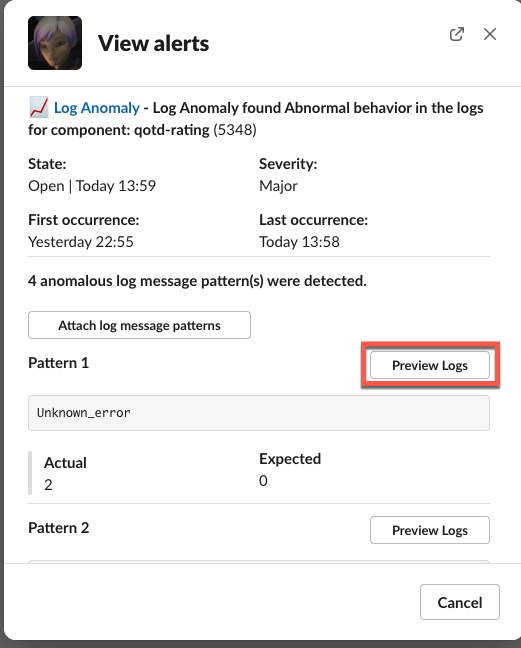 View alerts
Log Anomaly - Log Anomaly found Abnormal behavior in the logs
for component: qotd-rating (5348)
State:
Open | Today 13:59
Severity:
Major
First occurrence:
Yesterday 22:55
Last occurrence:
Today 13:58
4 anomalous log message pattern(s) were detected.
Attach log message patterns
Pattern 1
Preview Logs
Unknown_error
Actual
2
Expected
0
Pattern 2
Preview Logs
Cancel